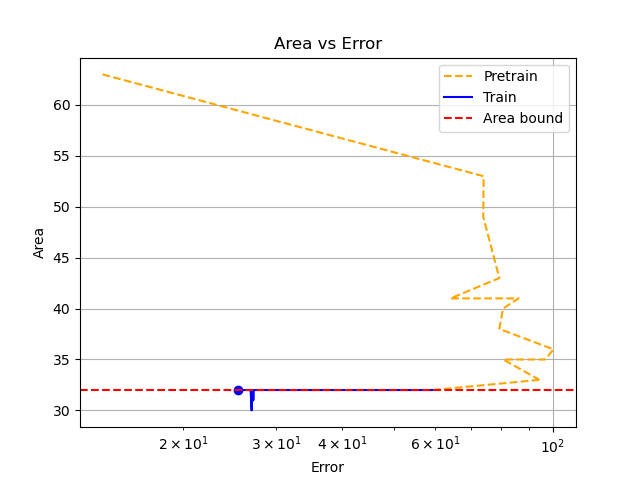 Area vs Error
Pretrain
Train
Area bound
60
55
50
45
40
35
30
Area
2 × 10¹
3 × 10¹
4 × 10¹
6 × 10¹
10²
Error